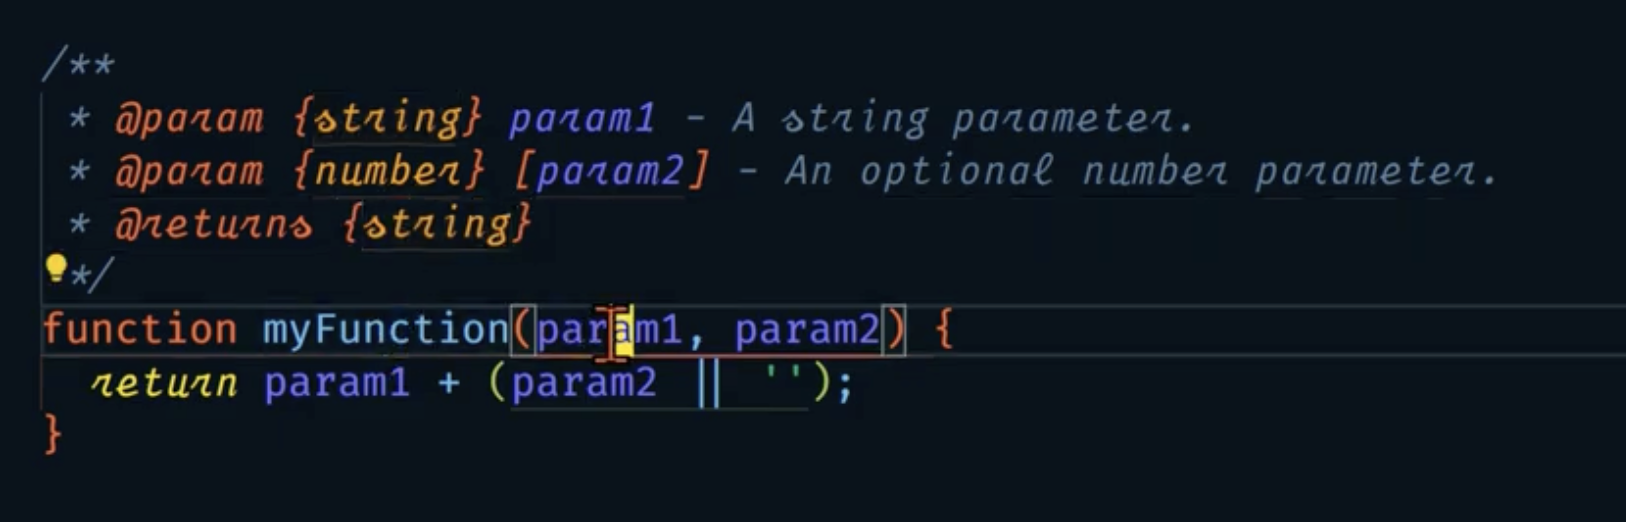 /**
 * @param {string} param1 - A string parameter.
 * @param {number} [param2] - An optional number parameter.
 * @returns {string}
 */
function myFunction(param1, param2) {
  return param1 + (param2 || '');
}